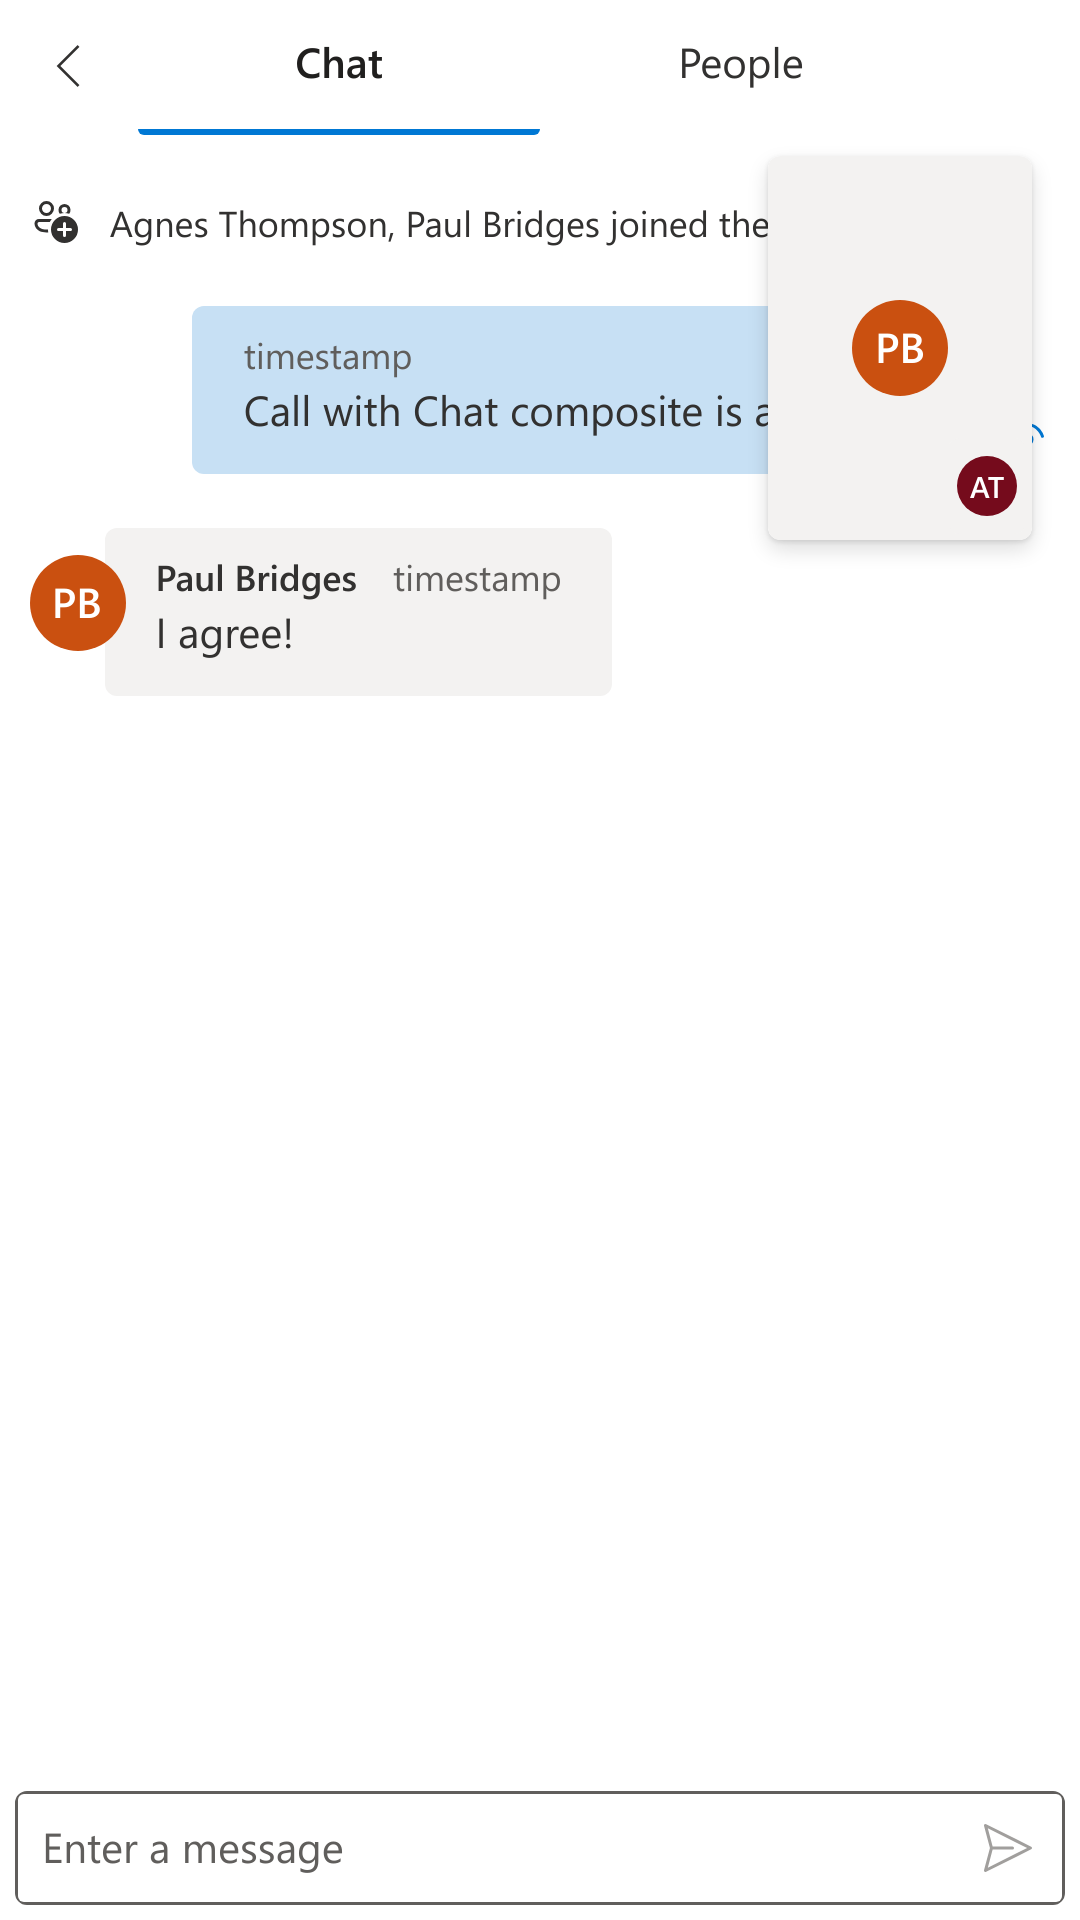 Chat
People
Agnes Thompson, Paul Bridges joined the
timestamp
Call with Chat composite is
PB
AT
PB
Paul Bridges timestamp
I agree!
Enter a message